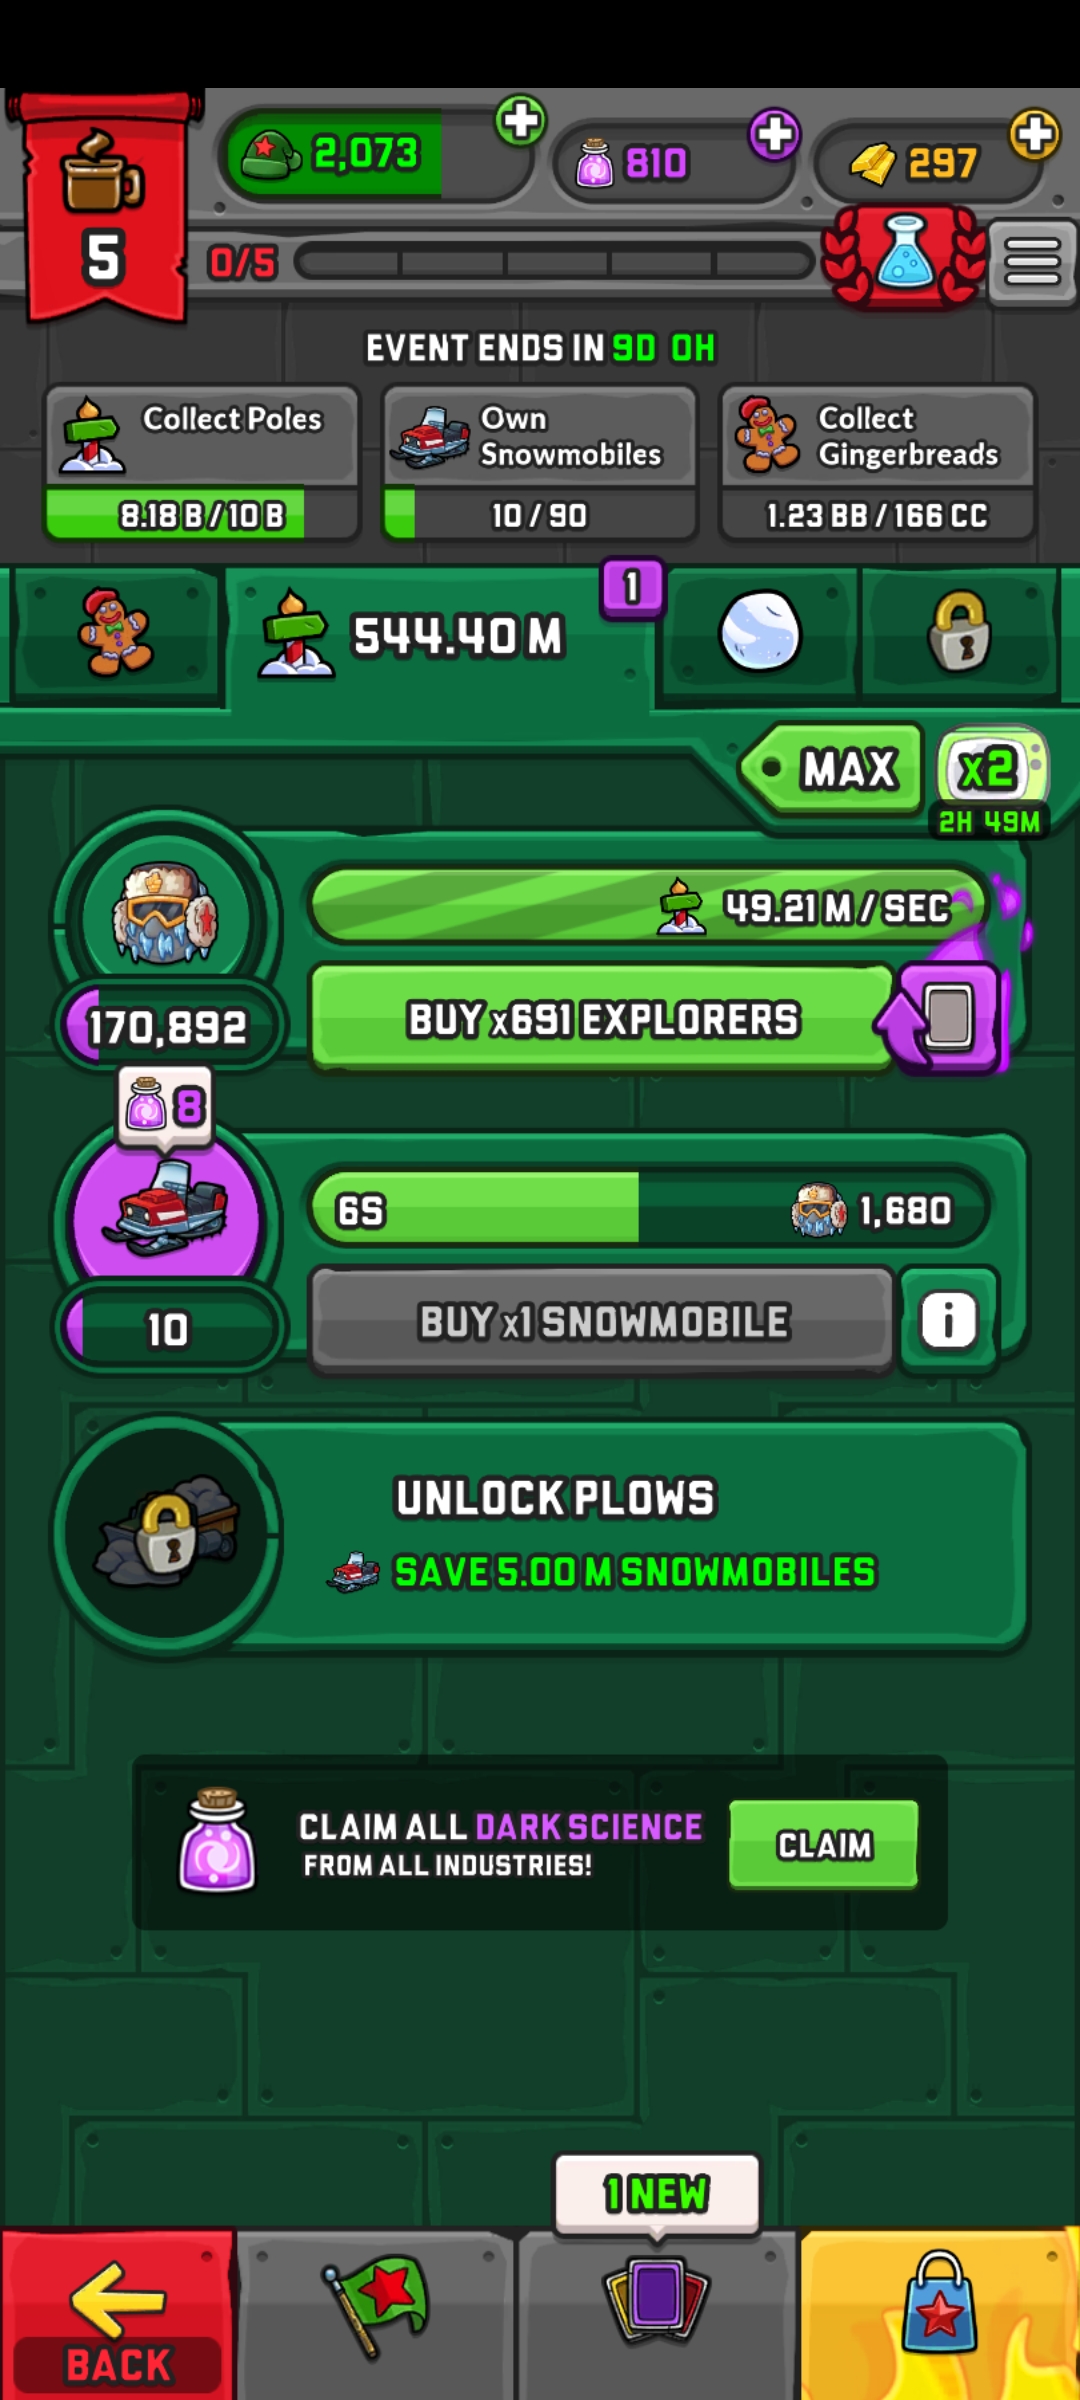 2,073
810
297
5
0/5
EVENT ENDS IN 9D 0H
Collect Poles
8.18 B / 10 B
Own
Snowmobiles
10 / 90
Collect
Gingerbreads
1.23 BB / 166 CC
544.40 M
1
MAX
x2
2H 49M
49.21 M / SEC
170,892
BUY x691 EXPLORERS
8
6S
1,680
10
BUY x1 SNOWMOBILE
i
UNLOCK PLOWS
SAVE 5.00 M SNOWMOBILES
CLAIM ALL DARK SCIENCE
FROM ALL INDUSTRIES!
CLAIM
1 NEW
BACK